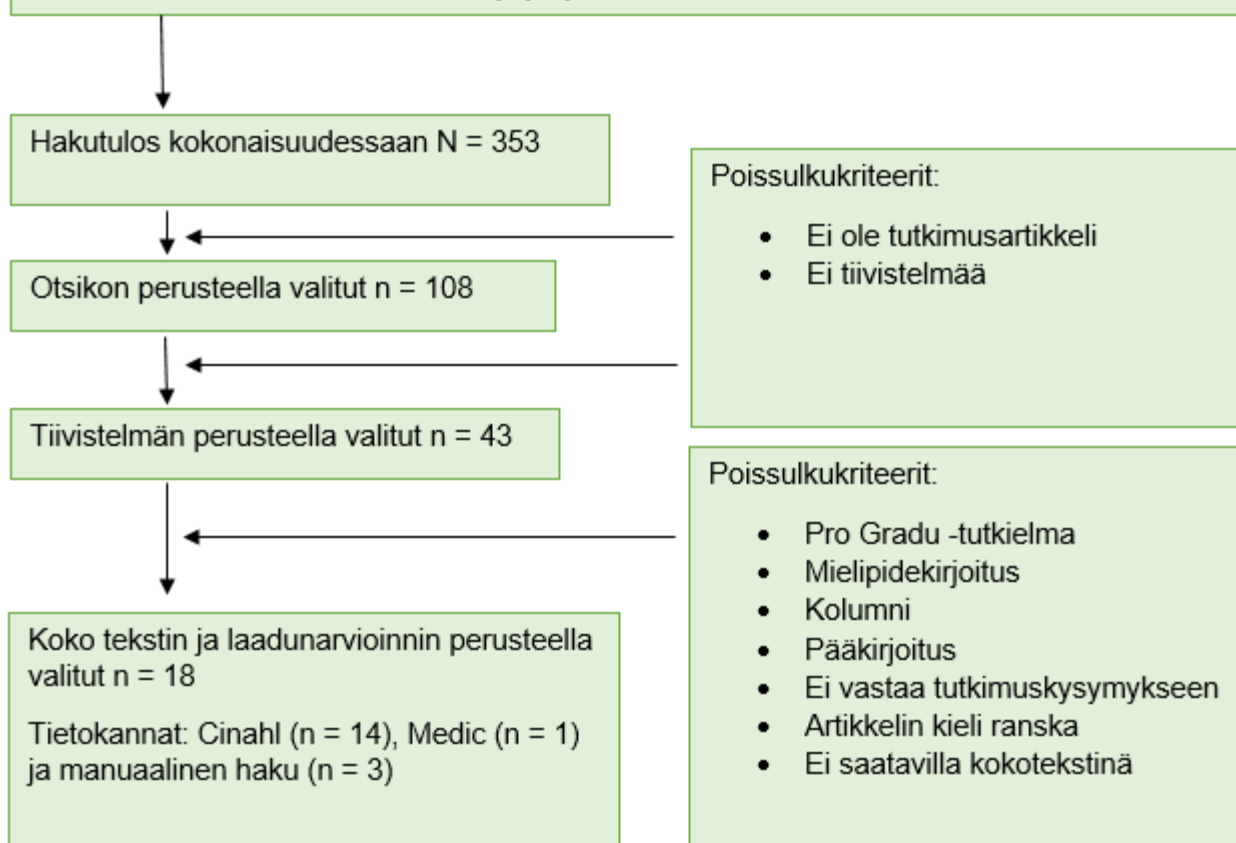 Hakutulos kokonaisuudessaan N = 353
Poissulkukriteerit:
• Ei ole tutkimusartikkeli
• Ei tiivistelmää
Otsikon perusteella valitut n = 108
Tiivistelmän perusteella valitut n = 43
Poissulkukriteerit:
• Pro Gradu -tutkielma
• Mielipidekirjoitus
• Kolumni
• Pääkirjoitus
• Ei vastaa tutkimuskysymykseen
• Artikkelin kieli ranska
• Ei saatavilla kokotekstinä
Koko tekstin ja laadunarvioinnin perusteella
valitut n = 18
Tietokannat: Cinahl (n = 14), Medic (n = 1)
ja manuaalinen haku (n = 3)